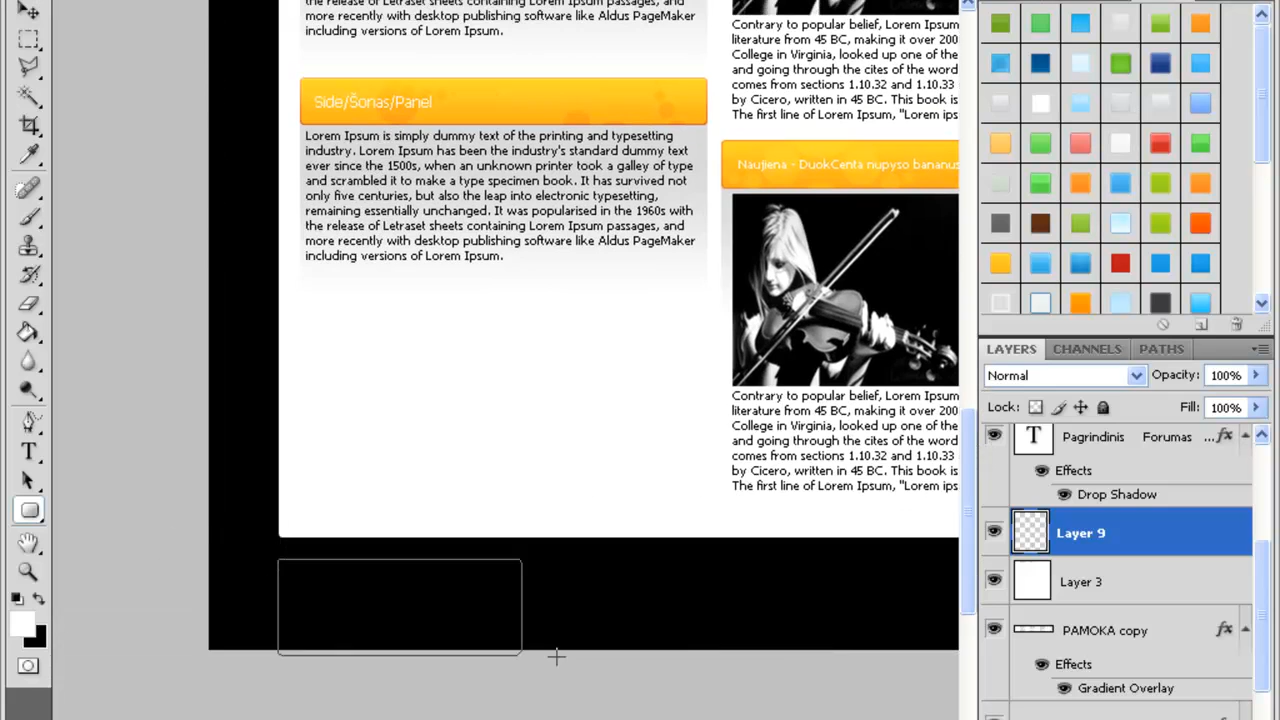 the release of Letraset sheets containing Lorem Ipsum passages, and
more recently with desktop publishing software like Aldus PageMaker
including versions of Lorem Ipsum.
Side/Šonas/Panel
Lorem Ipsum is simply dummy text of the printing and typesetting
industry. Lorem Ipsum has been the industry's standard dummy text
ever since the 1500s, when an unknown printer took a galley of type
and scrambled it to make a type specimen book. It has survived not
only five centuries, but also the leap into electronic typesetting,
remaining essentially unchanged. It was popularised in the 1960s with
the release of Letraset sheets containing Lorem Ipsum passages, and
more recently with desktop publishing software like Aldus PageMaker
including versions of Lorem Ipsum.
Contrary to popular belief, Lorem Ipsum
literature from 45 BC, making it over 200
College in Virginia, looked up one of the
and going through the cites of the word
comes from sections 1.10.32 and 1.10.33
by Cicero, written in 45 BC. This book is
The first line of Lorem Ipsum, "Lorem ips
Naujiena - DuokCenta nupyso bananus
Contrary to popular belief, Lorem Ipsum
literature from 45 BC, making it over 200
College in Virginia, looked up one of the
and going through the cites of the word
comes from sections 1.10.32 and 1.10.33
by Cicero, written in 45 BC. This book is
The first line of Lorem Ipsum, "Lorem ips
LAYERS CHANNELS PATHS
Normal Opacity: 100%
Lock: Fill: 100%
T Pagrindinis Forumas ... fx
Effects
Drop Shadow
Layer 9
Layer 3
PAMOKA copy fx
Effects
Gradient Overlay